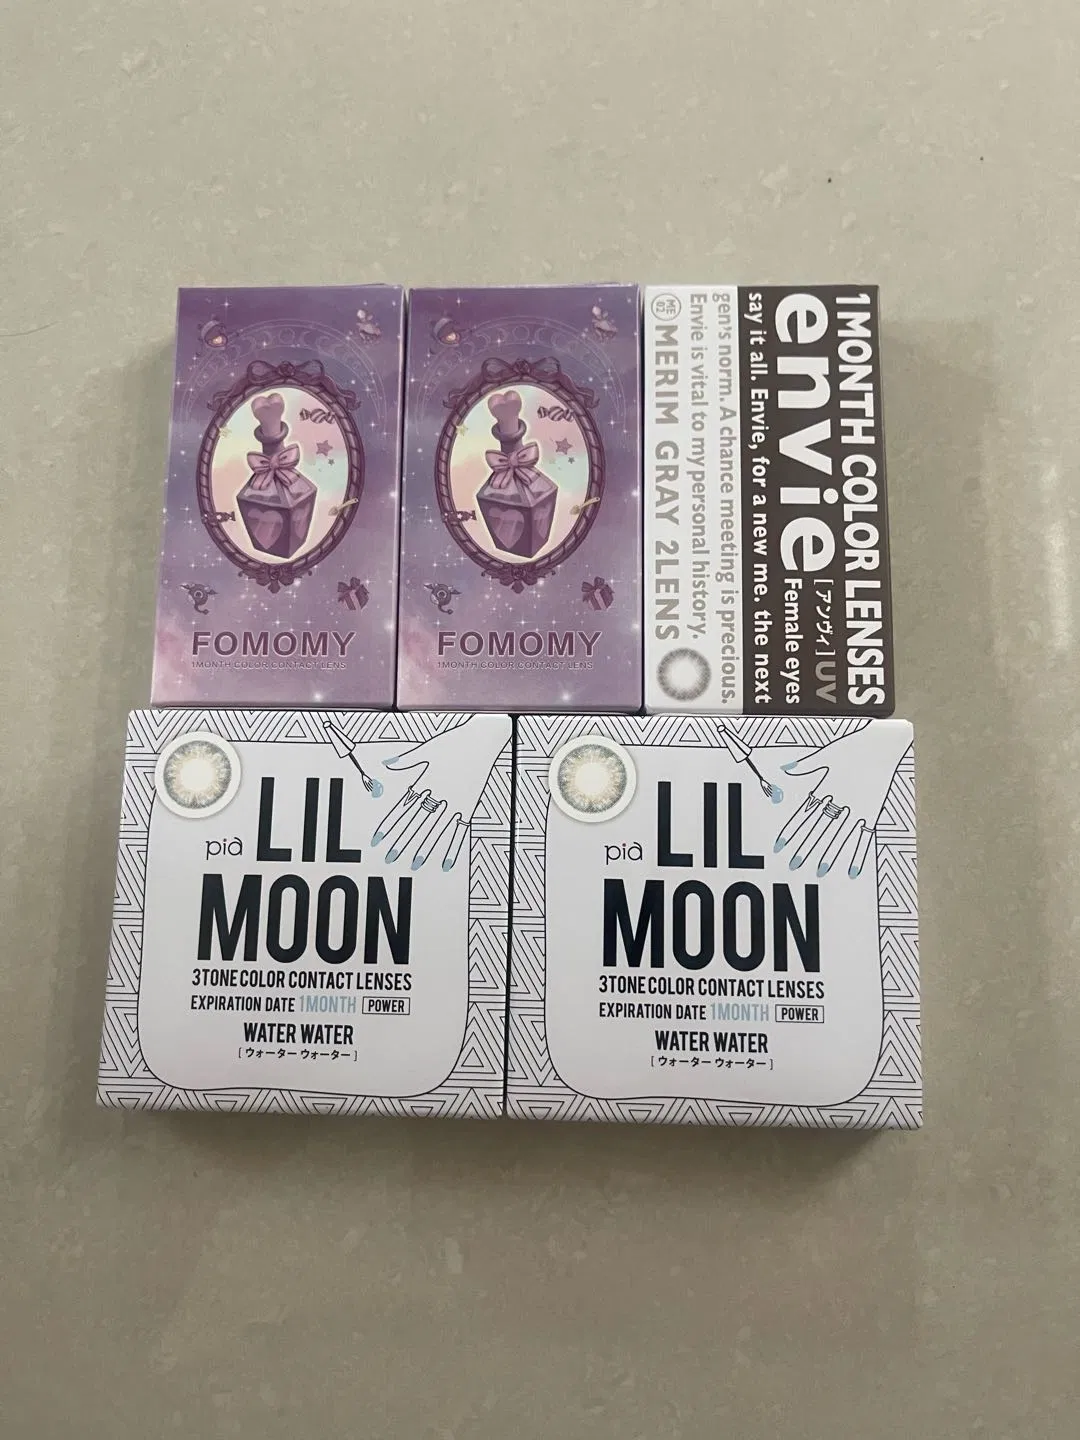 FOMOMY
1MONTH COLOR CONTACT LENS
FOMOMY
1MONTH COLOR CONTACT LENS
1MONTH COLOR LENSES
envie
[アンヴィ] UV
Female eyes
say it all. Envie, for a new me. the next
gen's norm. A chance meeting is precious.
Envie is vital to my personal history.
ME
02
MERIM GRAY 2LENS
pià
LIL
MOON
3TONE COLOR CONTACT LENSES
EXPIRATION DATE 1MONTH POWER
WATER WATER
[ウォーター ウォーター]
pià
LIL
MOON
3TONE COLOR CONTACT LENSES
EXPIRATION DATE 1MONTH POWER
WATER WATER
[ウォーター ウォーター]